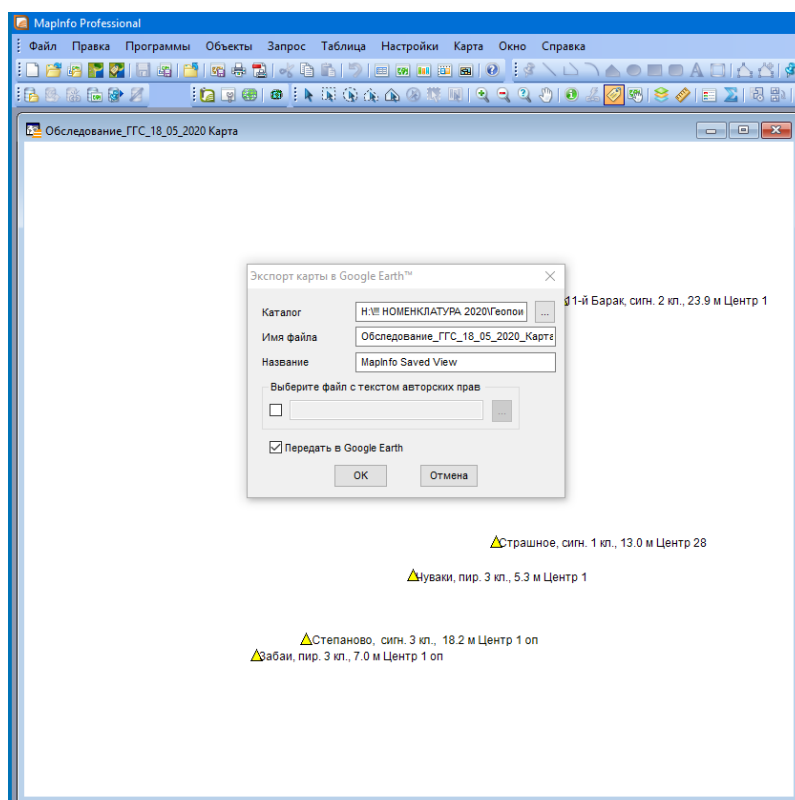 MapInfo Professional
Файл Правка Программы Объекты Запрос Таблица Настройки Карта Окно Справка
Обследование_ГГС_18_05_2020 Карта
Экспорт карты в Google Earth™
Каталог H:\!!! НОМЕНКЛАТУРА 2020\Геопои ...
Имя файла Обследование_ГГС_18_05_2020_Карта
Название MapInfo Saved View
Выберите файл с текстом авторских прав
...
Передать в Google Earth
OK Отмена
11-й Барак, сигн. 2 кл., 23.9 м Центр 1
Страшное, сигн. 1 кл., 13.0 м Центр 28
Чуваки, пир. 3 кл., 5.3 м Центр 1
Степаново, сигн. 3 кл., 18.2 м Центр 1 оп
Забаи, пир. 3 кл., 7.0 м Центр 1 оп